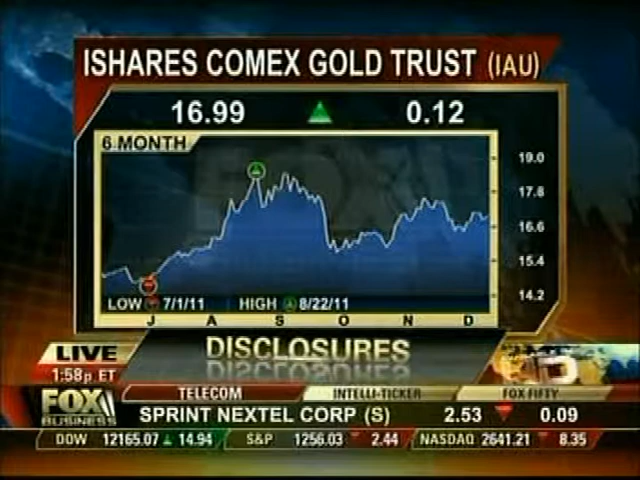 ISHARES COMEX GOLD TRUST (IAU)
16.99 0.12
6 MONTH
19.0
17.8
16.6
15.4
14.2
LOW 7/1/11 HIGH 8/22/11
J A S O N D
DISCLOSURES
LIVE
1:58p ET
TELECOM INTELLI-TICKER FOX FIFTY
FOX
BUSINESS
SPRINT NEXTEL CORP (S) 2.53 0.09
DOW 12165.07 14.94 S&P 1256.03 2.44 NASDAQ 2641.21 8.35